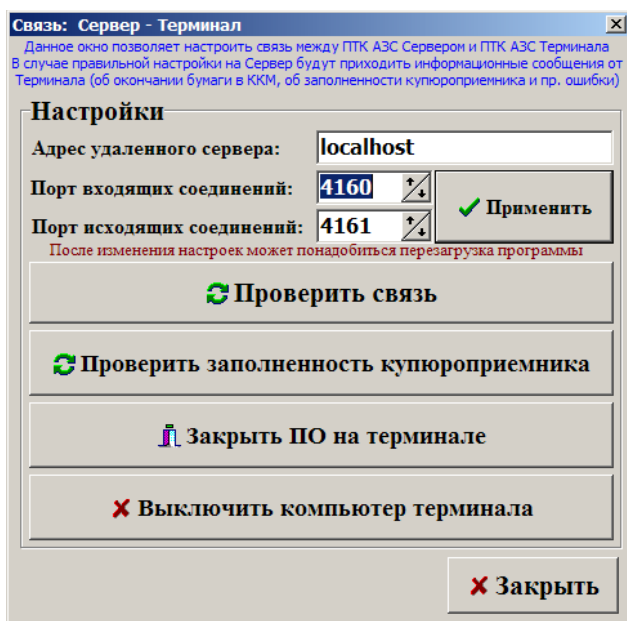 Связь: Сервер - Терминал
Данное окно позволяет настроить связь между ПТК АЗС Сервером и ПТК АЗС Терминала
В случае правильной настройки на Сервер будут приходить информационные сообщения от
Терминала (об окончании бумаги в ККМ, об заполненности купюроприемника и пр. ошибки)
Настройки
Адрес удаленного сервера: localhost
Порт входящих соединений: 4160
Применить
Порт исходящих соединений: 4161
После изменения настроек может понадобиться перезагрузка программы
Проверить связь
Проверить заполненность купюроприемника
Закрыть ПО на терминале
Выключить компьютер терминала
Закрыть